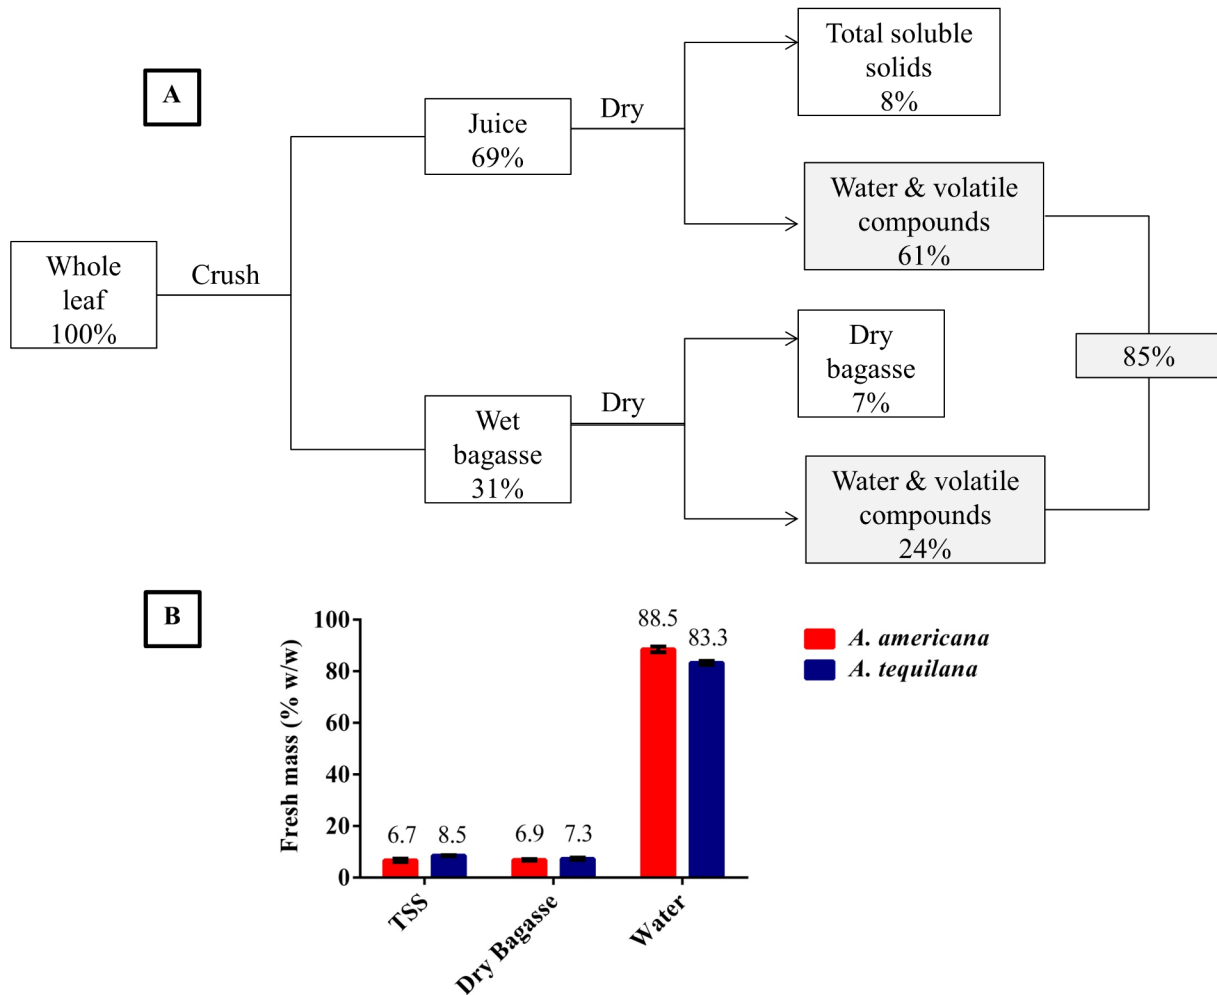 A
Whole
leaf
100%
Crush
Juice
69%
Dry
Total soluble
solids
8%
Water & volatile
compounds
61%
Wet
bagasse
31%
Dry
Dry
bagasse
7%
Water & volatile
compounds
24%
85%
B
Fresh mass (% w/w)
100
80
60
40
20
0
6.7
8.5
6.9
7.3
88.5
83.3
TSS
Dry Bagasse
Water
A. americana
A. tequilana